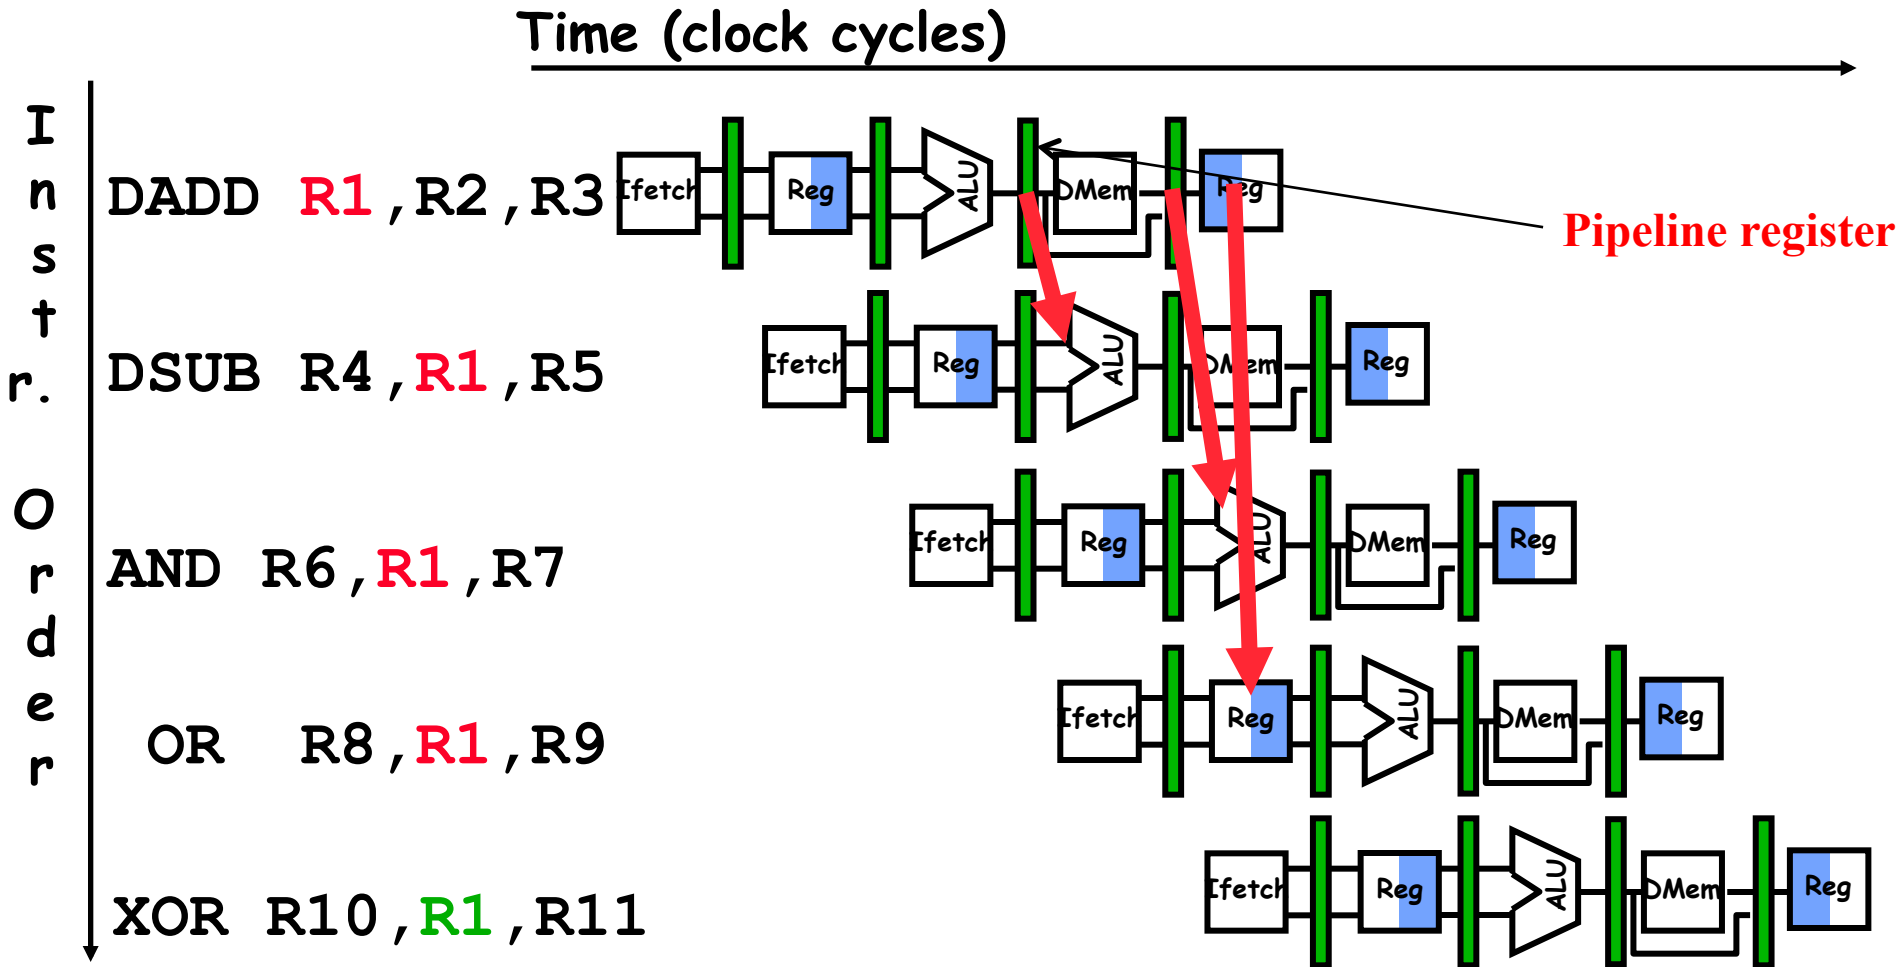 Time (clock cycles)
Instr. Order
DADD R1,R2,R3
Ifetch Reg ALU DMem Reg
Pipeline register
DSUB R4,R1,R5
Ifetch Reg ALU DMem Reg
AND R6,R1,R7
Ifetch Reg ALU DMem Reg
OR R8,R1,R9
Ifetch Reg ALU DMem Reg
XOR R10,R1,R11
Ifetch Reg ALU DMem Reg